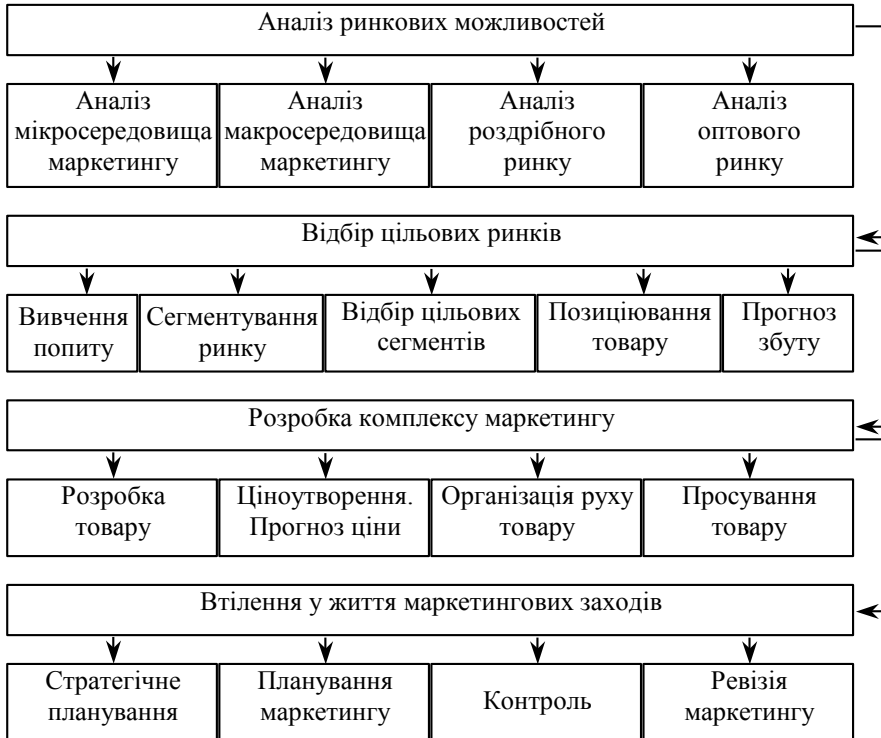 Аналіз ринкових можливостей
Аналіз
мікросередовища
маркетингу
Аналіз
макросередовища
маркетингу
Аналіз
роздрібного
ринку
Аналіз
оптового
ринку
Відбір цільових ринків
Вивчення
попиту
Сегментування
ринку
Відбір цільових
сегментів
Позиціювання
товару
Прогноз
збуту
Розробка комплексу маркетингу
Розробка
товару
Ціноутворення.
Прогноз ціни
Організація руху
товару
Просування
товару
Втілення у життя маркетингових заходів
Стратегічне
планування
Планування
маркетингу
Контроль
Ревізія
маркетингу